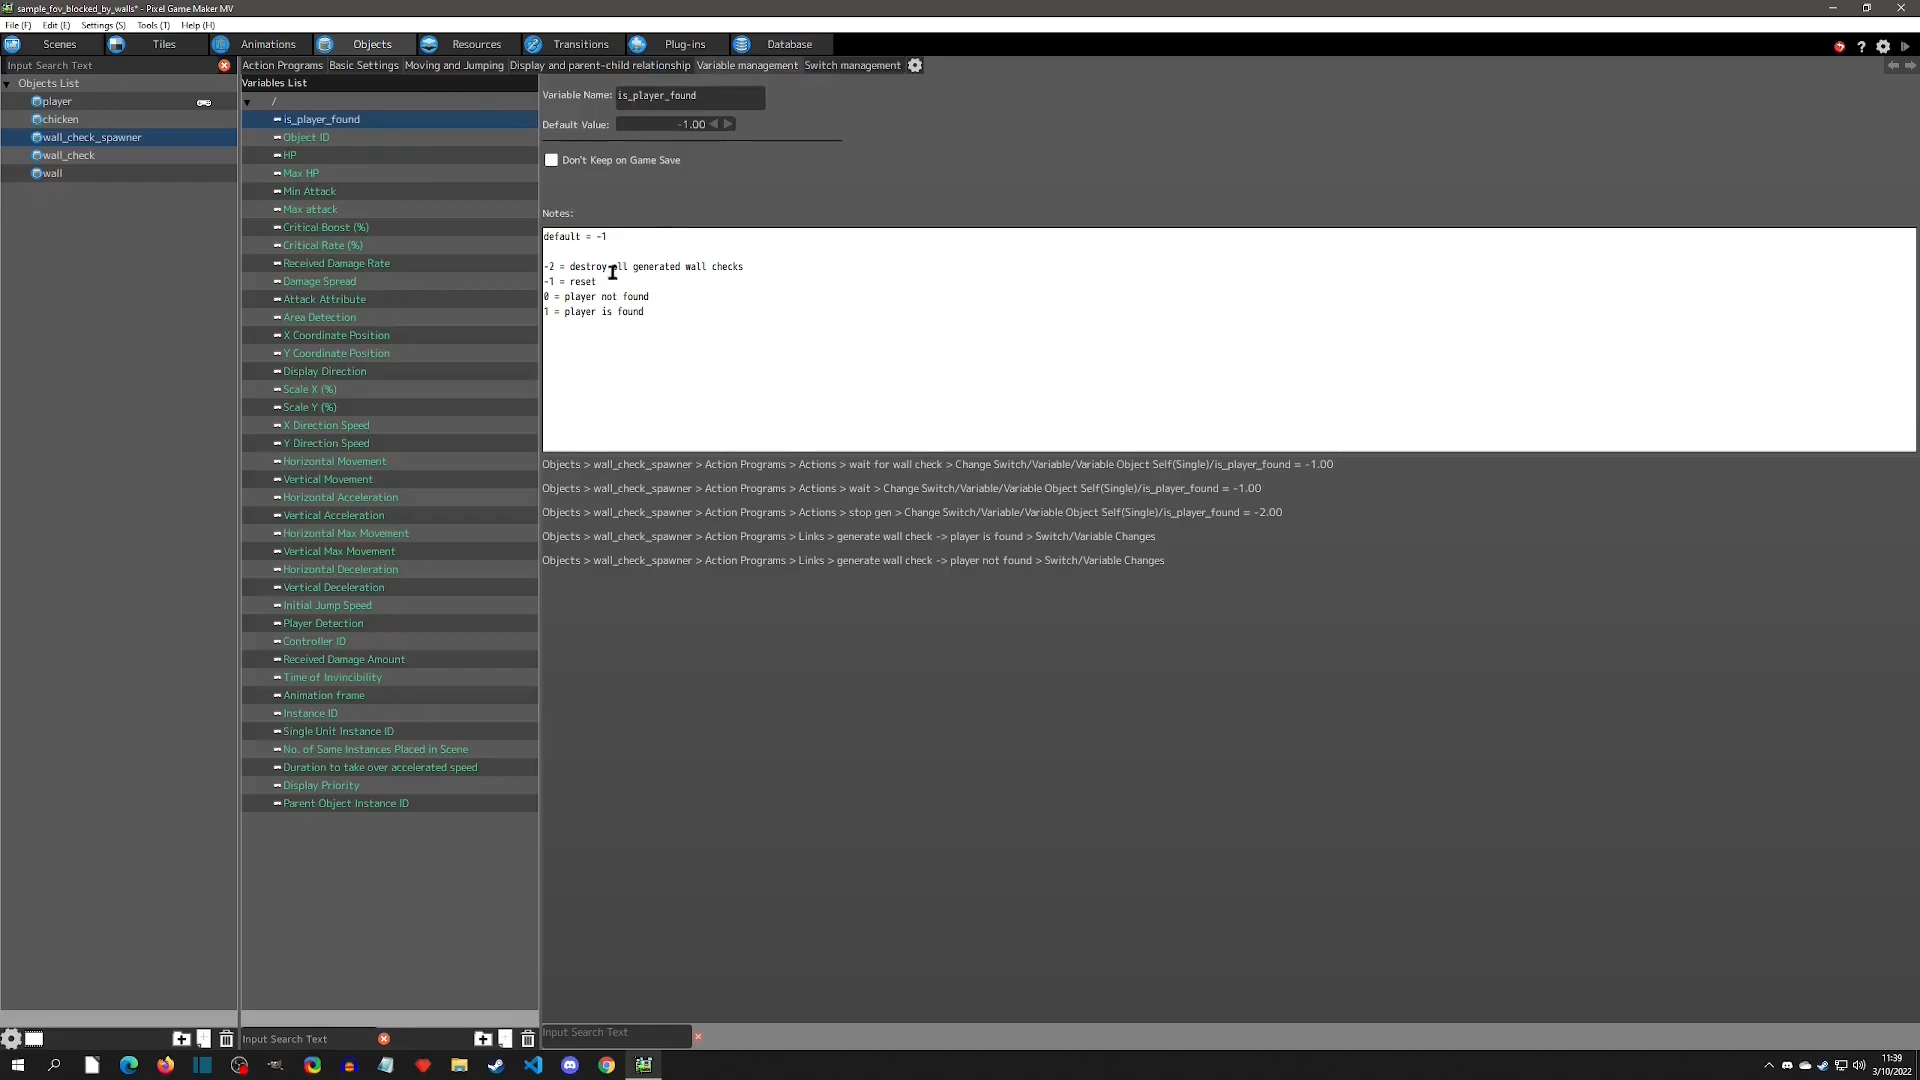 sample_fov_blocked_by_walls* - Pixel Game Maker MV
File (F) Edit (E) Settings (S) Tools (T) Help (H)
Scenes Tiles Animations Objects Resources Transitions Plug-ins Database
Input Search Text
Action Programs Basic Settings Moving and Jumping Display and parent-child relationship Variable management Switch management
Objects List
player
chicken
wall_check_spawner
wall_check
wall
Variables List
/
is_player_found
Object ID
HP
Max HP
Min Attack
Max attack
Critical Boost (%)
Critical Rate (%)
Received Damage Rate
Damage Spread
Attack Attribute
Area Detection
X Coordinate Position
Y Coordinate Position
Display Direction
Scale X (%)
Scale Y (%)
X Direction Speed
Y Direction Speed
Horizontal Movement
Vertical Movement
Horizontal Acceleration
Vertical Acceleration
Horizontal Max Movement
Vertical Max Movement
Horizontal Deceleration
Vertical Deceleration
Initial Jump Speed
Player Detection
Controller ID
Received Damage Amount
Time of Invincibility
Animation frame
Instance ID
Single Unit Instance ID
No. of Same Instances Placed in Scene
Duration to take over accelerated speed
Display Priority
Parent Object Instance ID
Variable Name: is_player_found
Default Value: -1.00
Don't Keep on Game Save
Notes:
default = -1
-2 = destroy all generated wall checks
-1 = reset
0 = player not found
1 = player is found
Objects > wall_check_spawner > Action Programs > Actions > wait for wall check > Change Switch/Variable/Variable Object Self(Single)/is_player_found = -1.00
Objects > wall_check_spawner > Action Programs > Actions > wait > Change Switch/Variable/Variable Object Self(Single)/is_player_found = -1.00
Objects > wall_check_spawner > Action Programs > Actions > stop gen > Change Switch/Variable/Variable Object Self(Single)/is_player_found = -2.00
Objects > wall_check_spawner > Action Programs > Links > generate wall check -> player is found > Switch/Variable Changes
Objects > wall_check_spawner > Action Programs > Links > generate wall check -> player not found > Switch/Variable Changes
Input Search Text
Input Search Text
11:39
3/10/2022